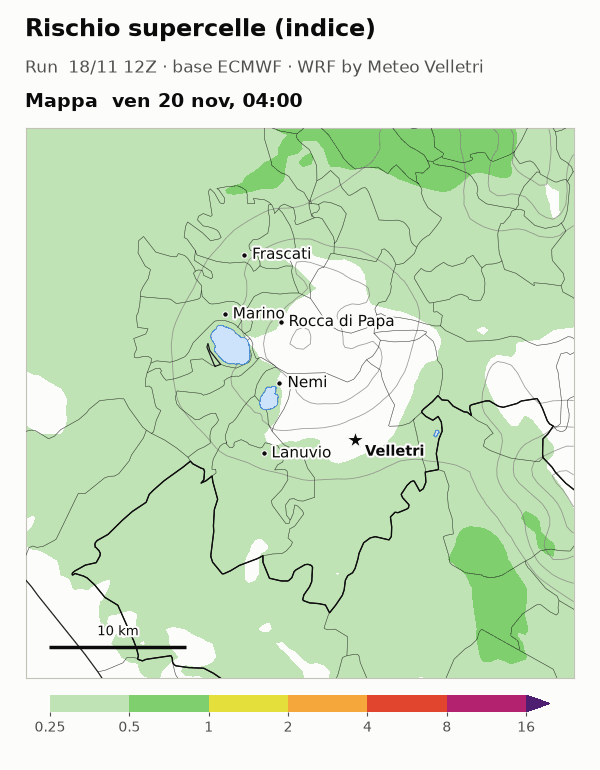 Rischio supercelle (indice)
Run  18/11 12Z · base ECMWF · WRF by Meteo Velletri
Mappa  ven 20 nov, 04:00
Frascati
Marino
Rocca di Papa
Nemi
Velletri
Lanuvio
10 km
0.25 0.5 1 2 4 8 16